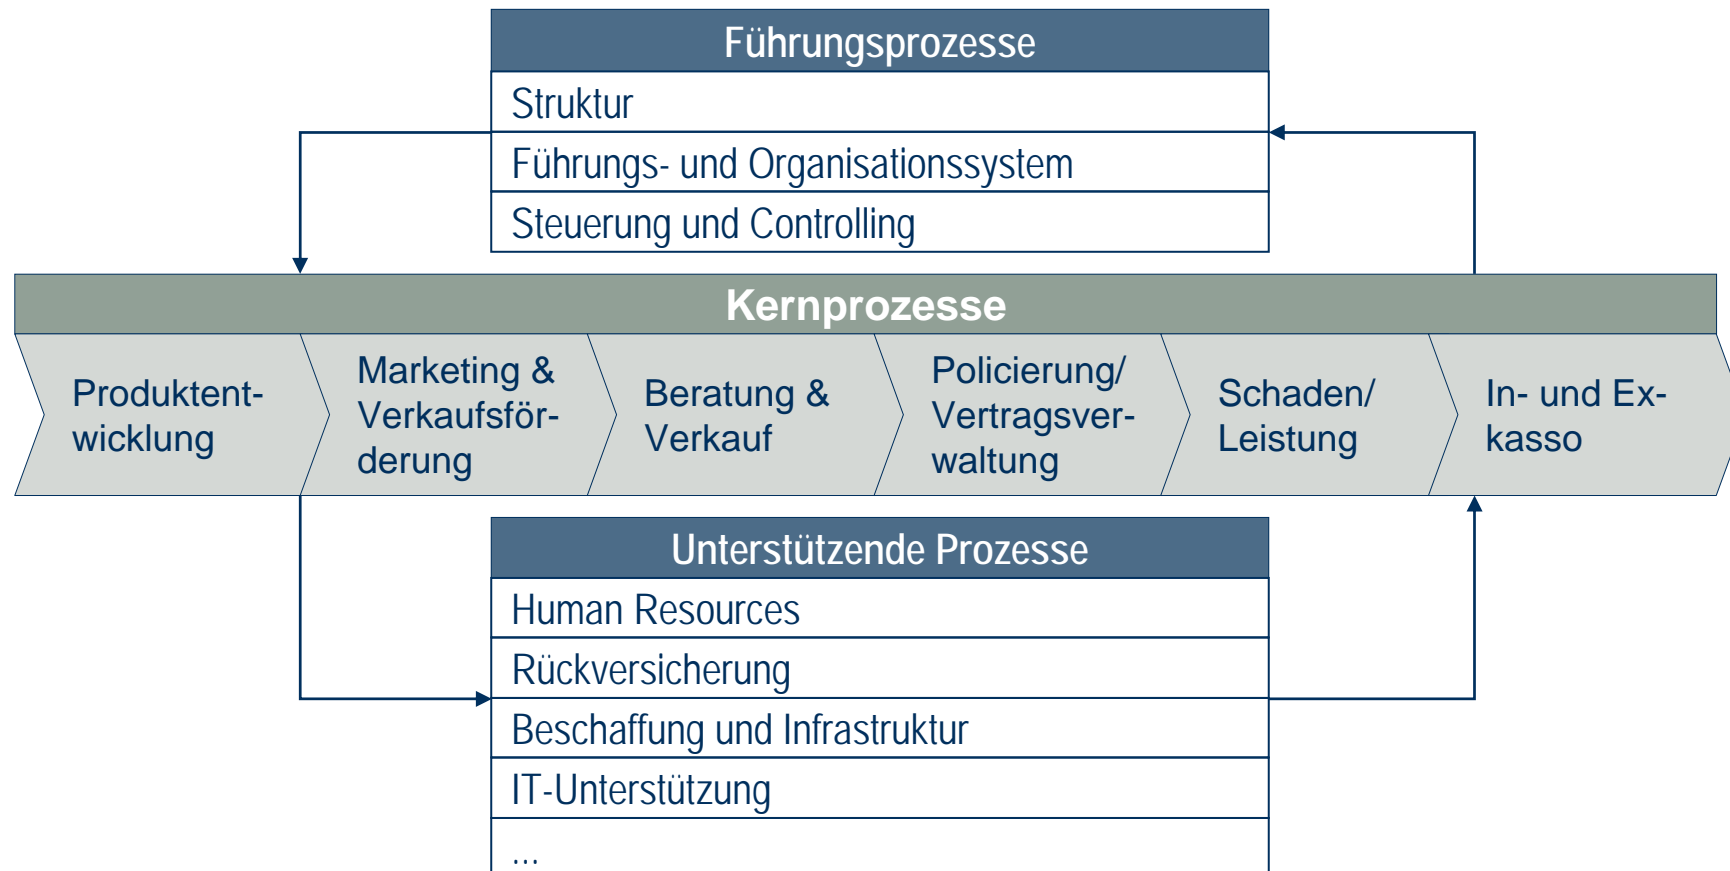 Führungsprozesse
Struktur
Führungs- und Organisationssystem
Steuerung und Controlling
Kernprozesse
Produktent-
wicklung
Marketing &
Verkaufsför-
derung
Beratung &
Verkauf
Policierung/
Vertragsver-
waltung
Schaden/
Leistung
In- und Ex-
kasso
Unterstützende Prozesse
Human Resources
Rückversicherung
Beschaffung und Infrastruktur
IT-Unterstützung
...